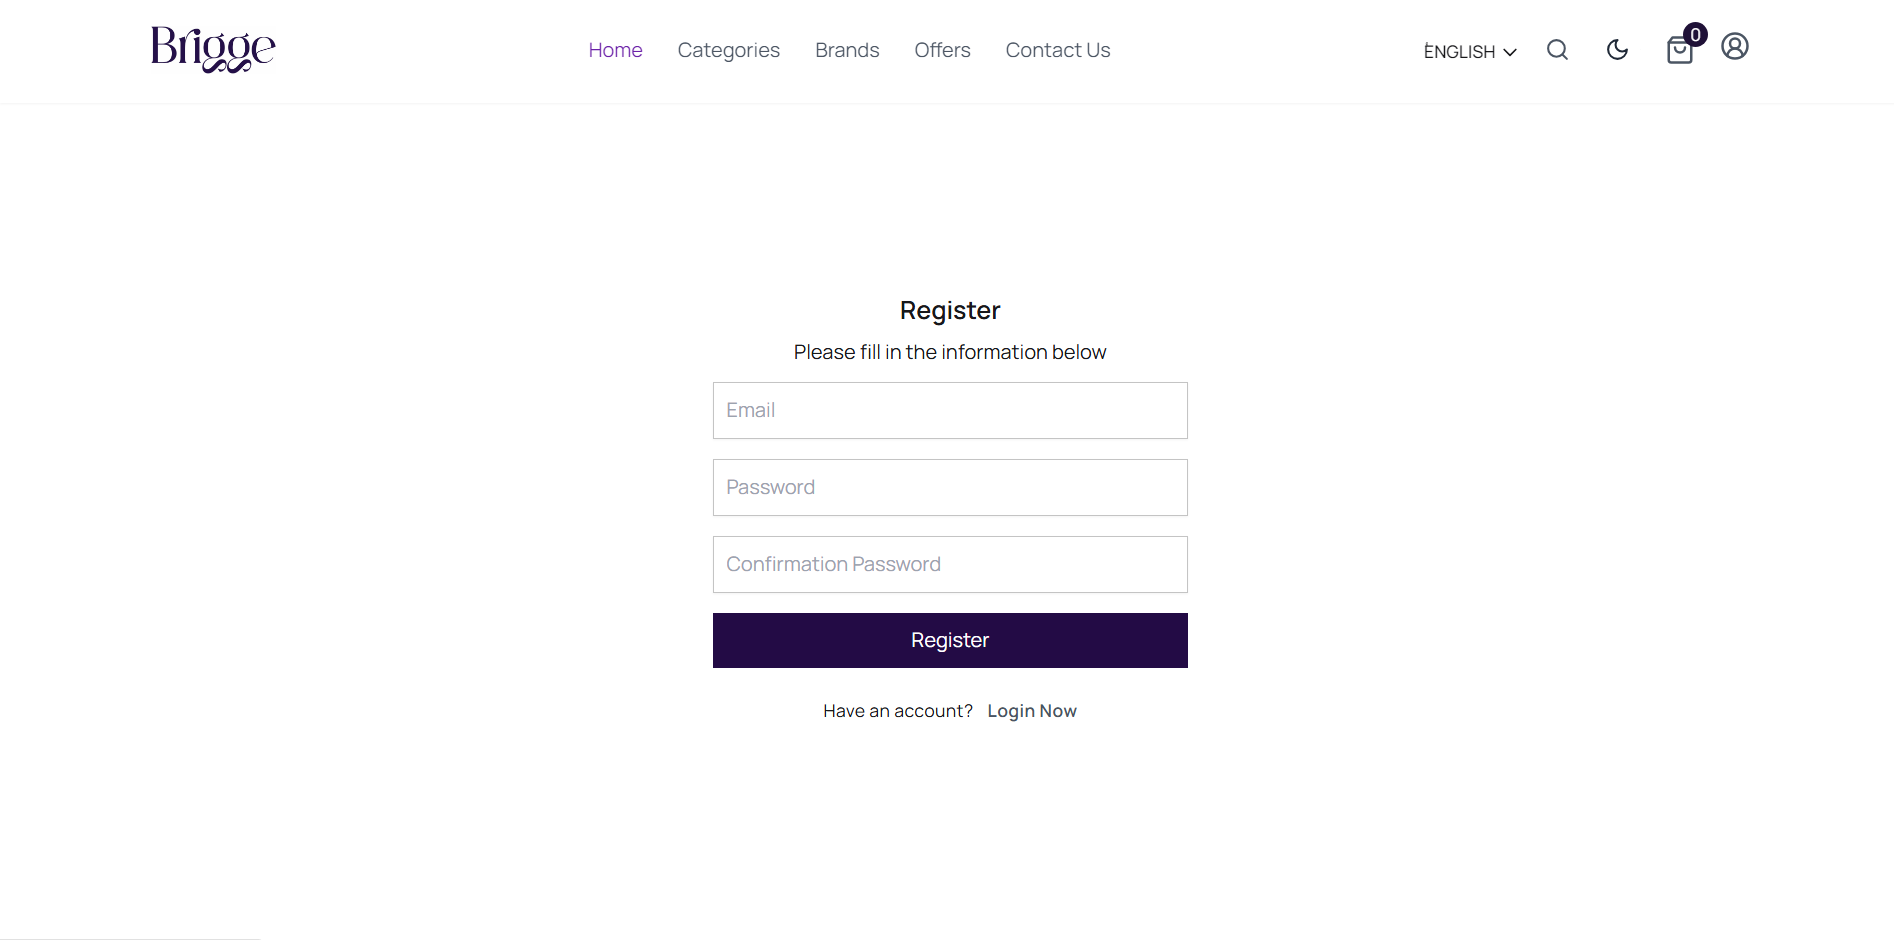 Brigge
Home Categories Brands Offers Contact Us
ENGLISH
0
Register
Please fill in the information below
Email
Password
Confirmation Password
Register
Have an account? Login Now